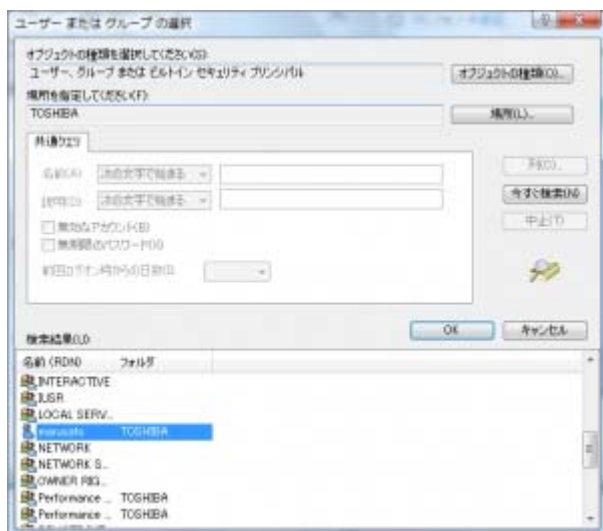 ユーザー または グループ の選択
オブジェクトの種類を選択してください(S):
ユーザー、グループ または ビルトイン セキュリティ プリンシパル
オブジェクトの種類(O)...
場所を指定してください(F):
TOSHIBA
場所(L)...
共通クエリ
名前(A): 次の文字で始まる
列(C)...
説明(D): 次の文字で始まる
今すぐ検索(N)
無効なアカウント(B)
中止(T)
無期限のパスワード(X)
前回ログオン時からの日数(I):
OK キャンセル
検索結果(U):
名前 (RDN) フォルダ
INTERACTIVE
IUSR
LOCAL SERV...
TOSHIBA
NETWORK
NETWORK S...
OWNER RIG...
Performance ... TOSHIBA
Performance ... TOSHIBA